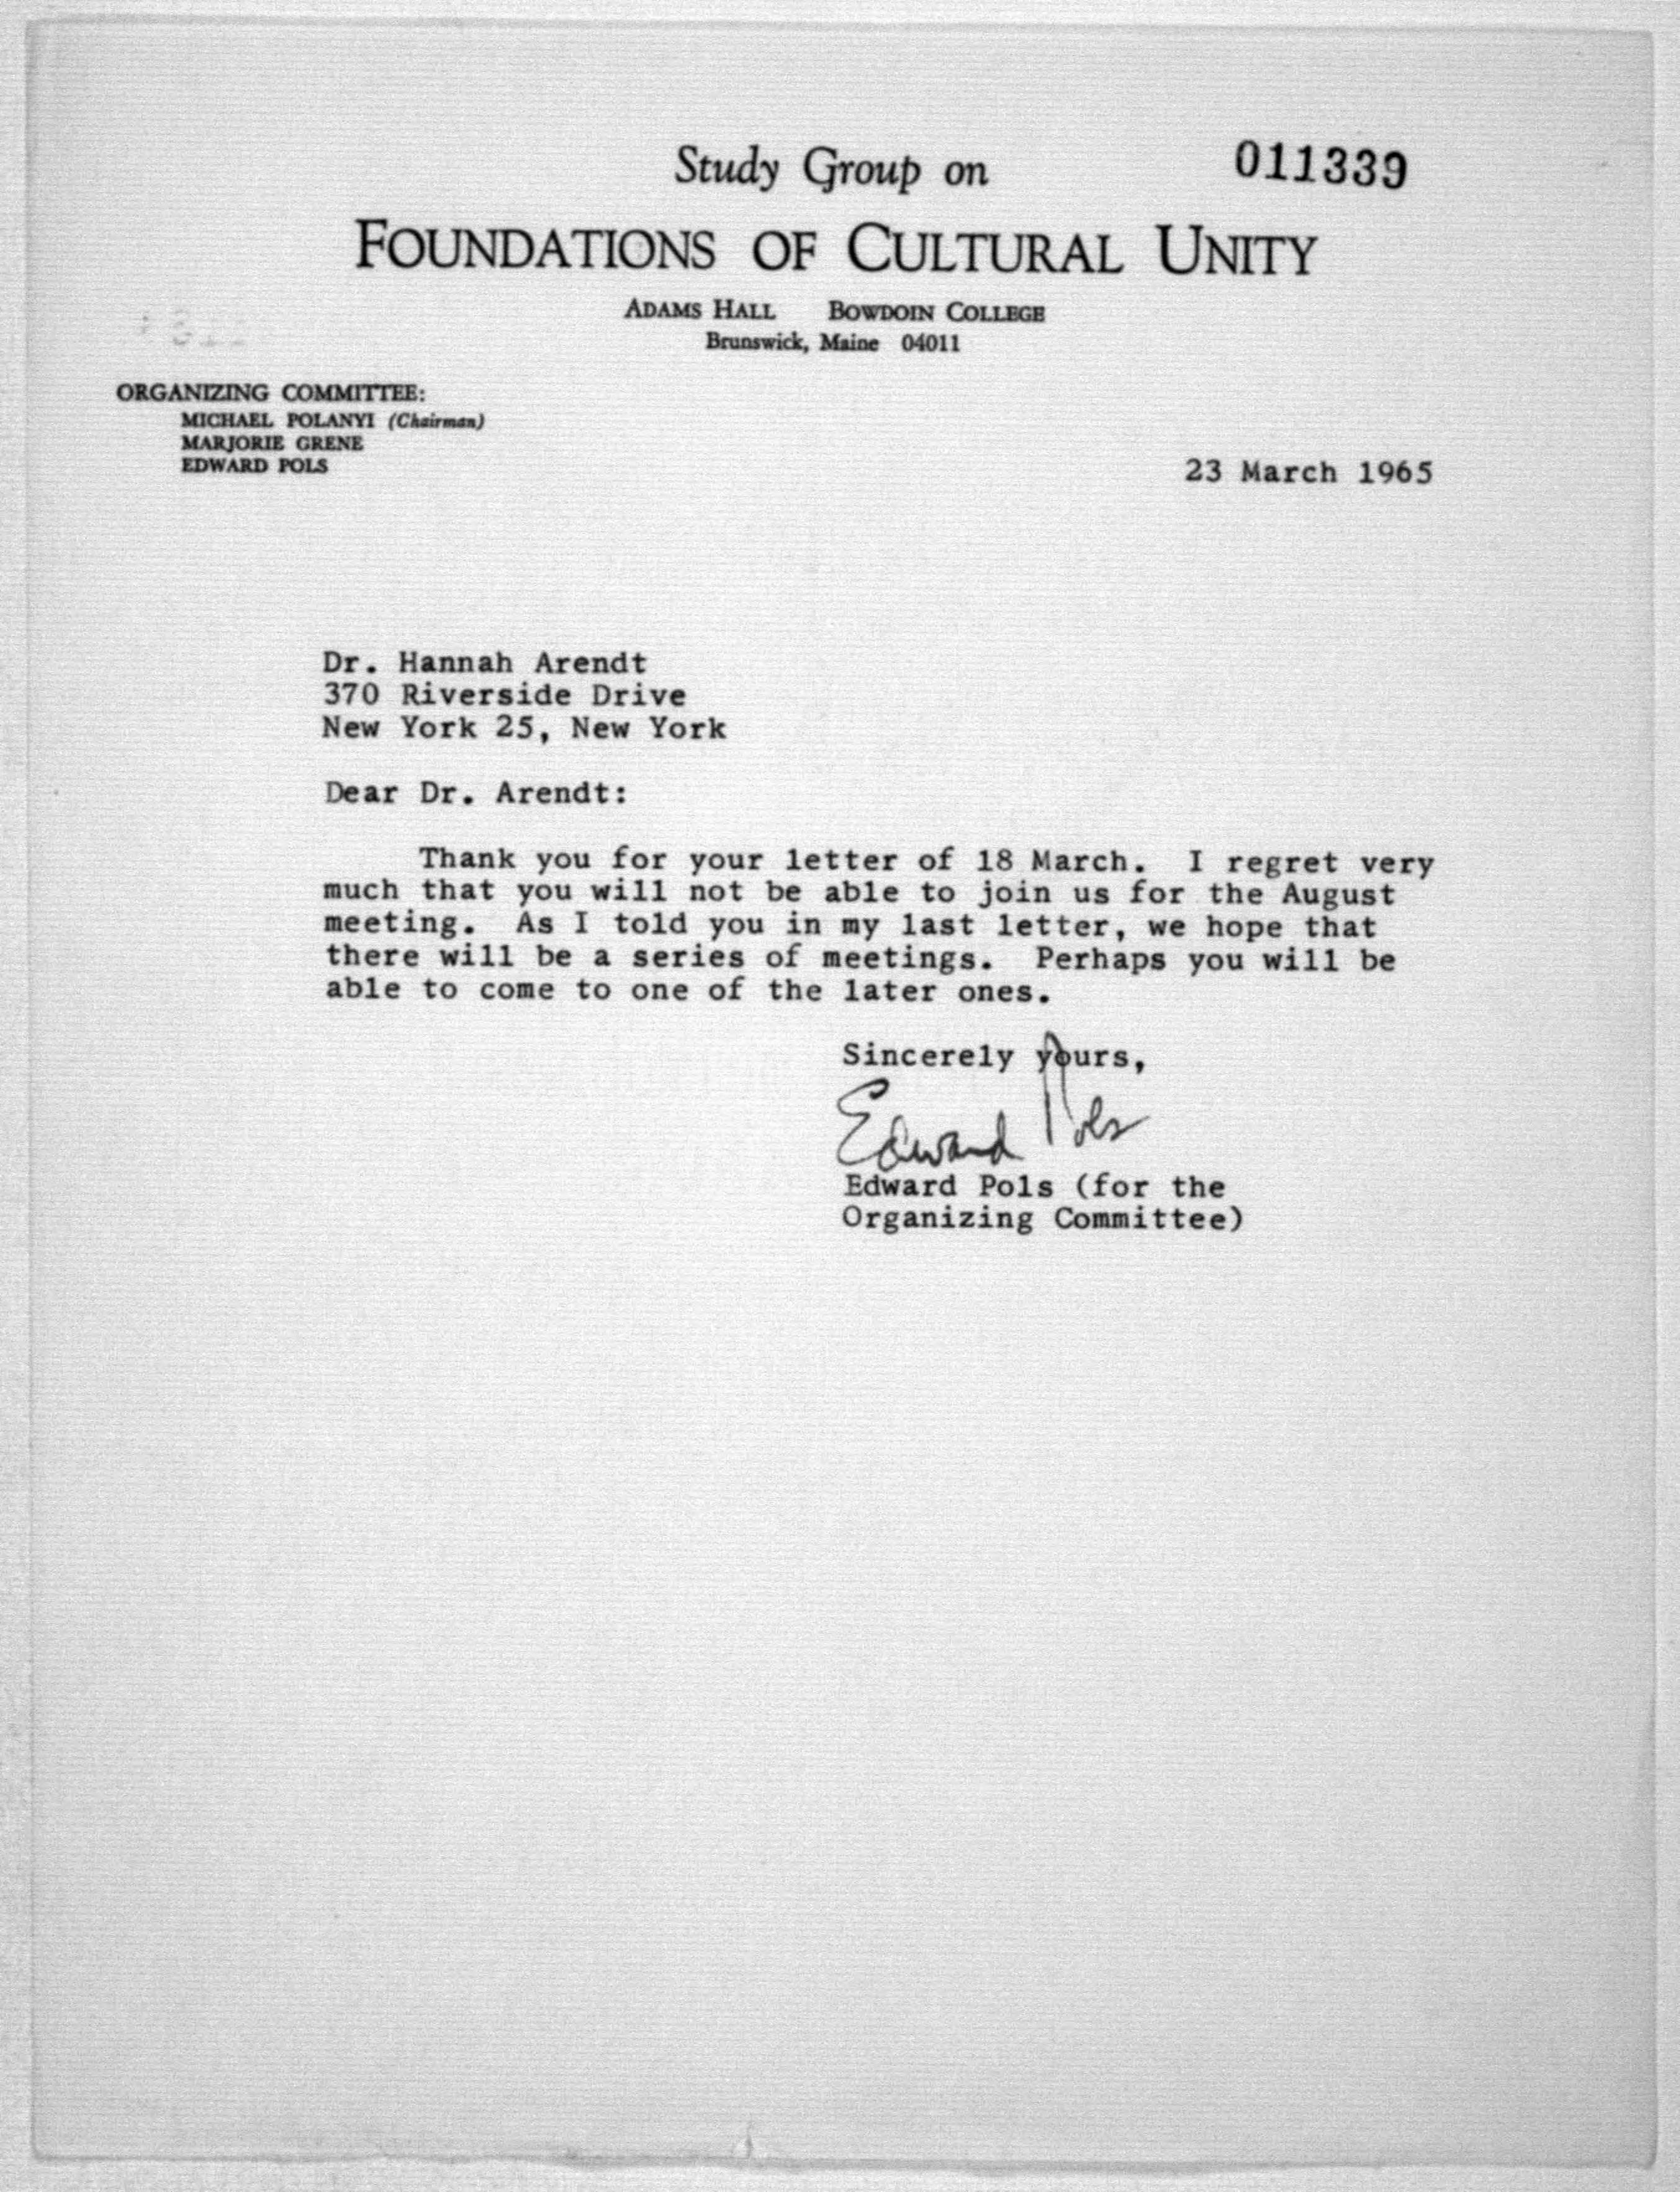 Study Group on
011339
FOUNDATIONS OF CULTURAL UNITY
ADAMS HALL BOWDOIN COLLEGE
Brunswick, Maine 04011
ORGANIZING COMMITTEE:
MICHAEL POLANYI (Chairman)
MARJORIE GRENE
EDWARD POLS
23 March 1965
Dr. Hannah Arendt
370 Riverside Drive
New York 25, New York
Dear Dr. Arendt:
Thank you for your letter of 18 March. I regret very
much that you will not be able to join us for the August
meeting. As I told you in my last letter, we hope that
there will be a series of meetings. Perhaps you will be
able to come to one of the later ones.
Sincerely yours,
Edward Pols
Edward Pols (for the
Organizing Committee)